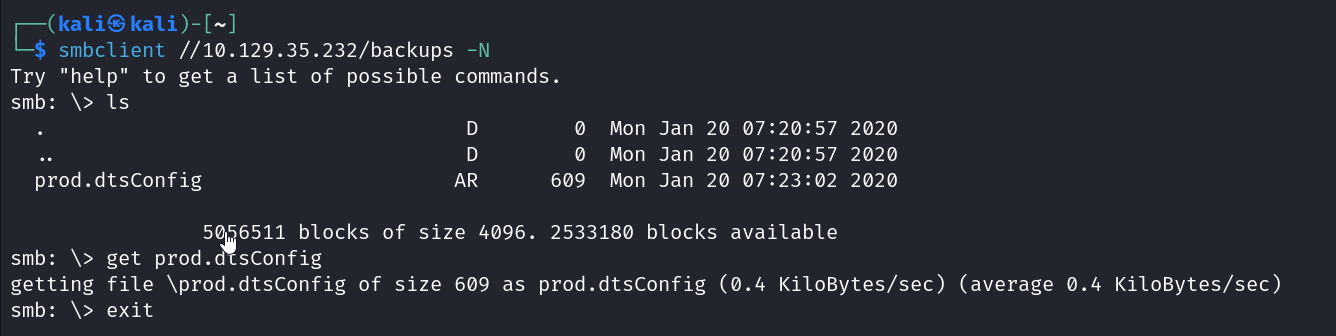 ┌──(kali㉿kali)-[~]
└─$ smbclient //10.129.35.232/backups -N
Try "help" to get a list of possible commands.
smb: \> ls
  .                                   D        0  Mon Jan 20 07:20:57 2020
  ..                                  D        0  Mon Jan 20 07:20:57 2020
  prod.dtsConfig                     AR      609  Mon Jan 20 07:23:02 2020
                5056511 blocks of size 4096. 2533180 blocks available
smb: \> get prod.dtsConfig
getting file \prod.dtsConfig of size 609 as prod.dtsConfig (0.4 KiloBytes/sec) (average 0.4 KiloBytes/sec)
smb: \> exit